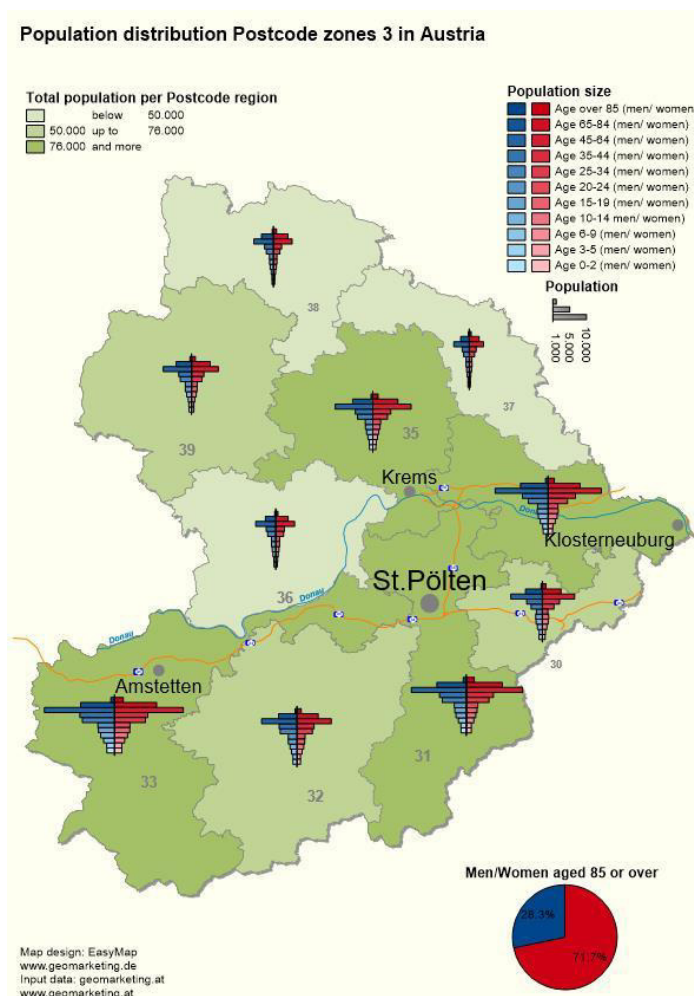 Population distribution Postcode zones 3 in Austria
Total population per Postcode region
below 50.000
50.000 up to 76.000
76.000 and more
Population size
Age over 85 (men/ women)
Age 65-84 (men/ women)
Age 45-64 (men/ women)
Age 35-44 (men/ women)
Age 25-34 (men/ women)
Age 20-24 (men/ women)
Age 15-19 (men/ women)
Age 10-14 men/ women)
Age 6-9 (men/ women)
Age 3-5 (men/ women)
Age 0-2 (men/ women)
Population
10.000
5.000
1.000
38
37
39
35
Krems
Klosterneuburg
St.Pölten
36
Donau
30
Donau
Amstetten
31
33
32
Men/Women aged 85 or over
28.3%
71.7%
Map design: EasyMap
www.geomarketing.de
Input data: geomarketing.at
www.geomarketing.at